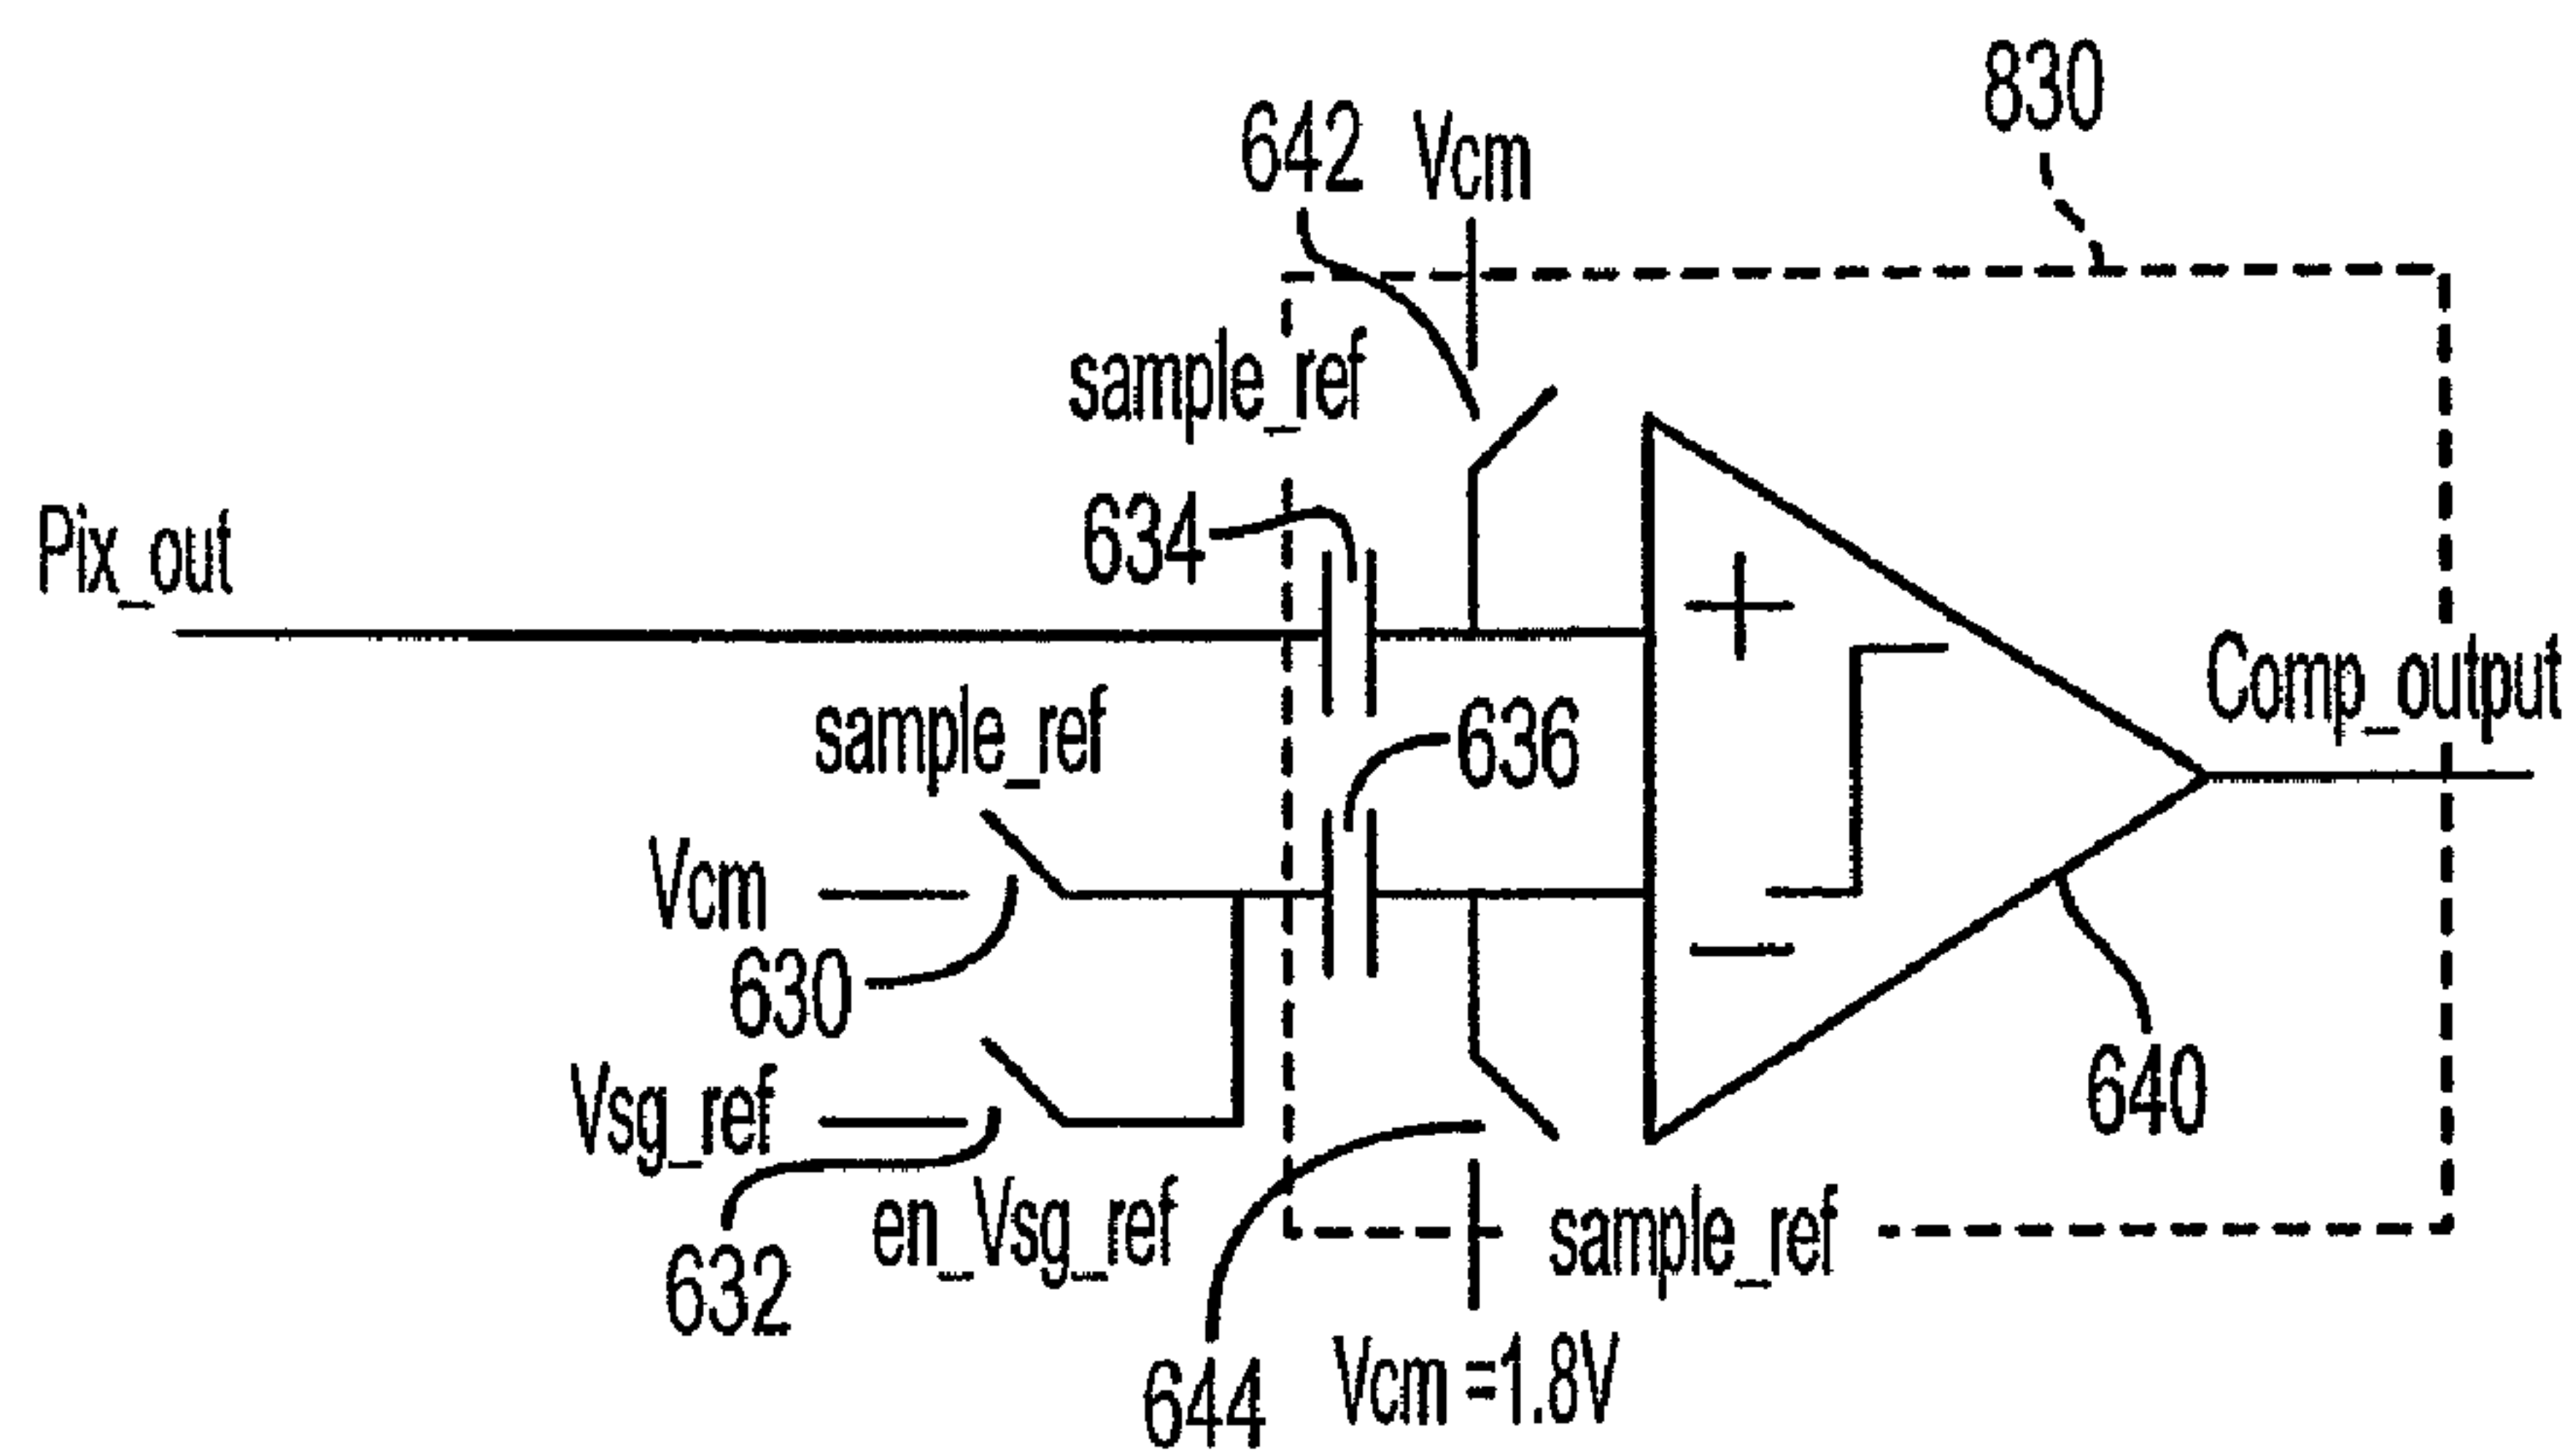 830
642 Vcm
sample_ref
634
Pix_out
+
Comp_output
636
sample_ref
Vcm
630
−
640
Vsg_ref
632
en_Vsg_ref
sample_ref
644
Vcm =1.8V